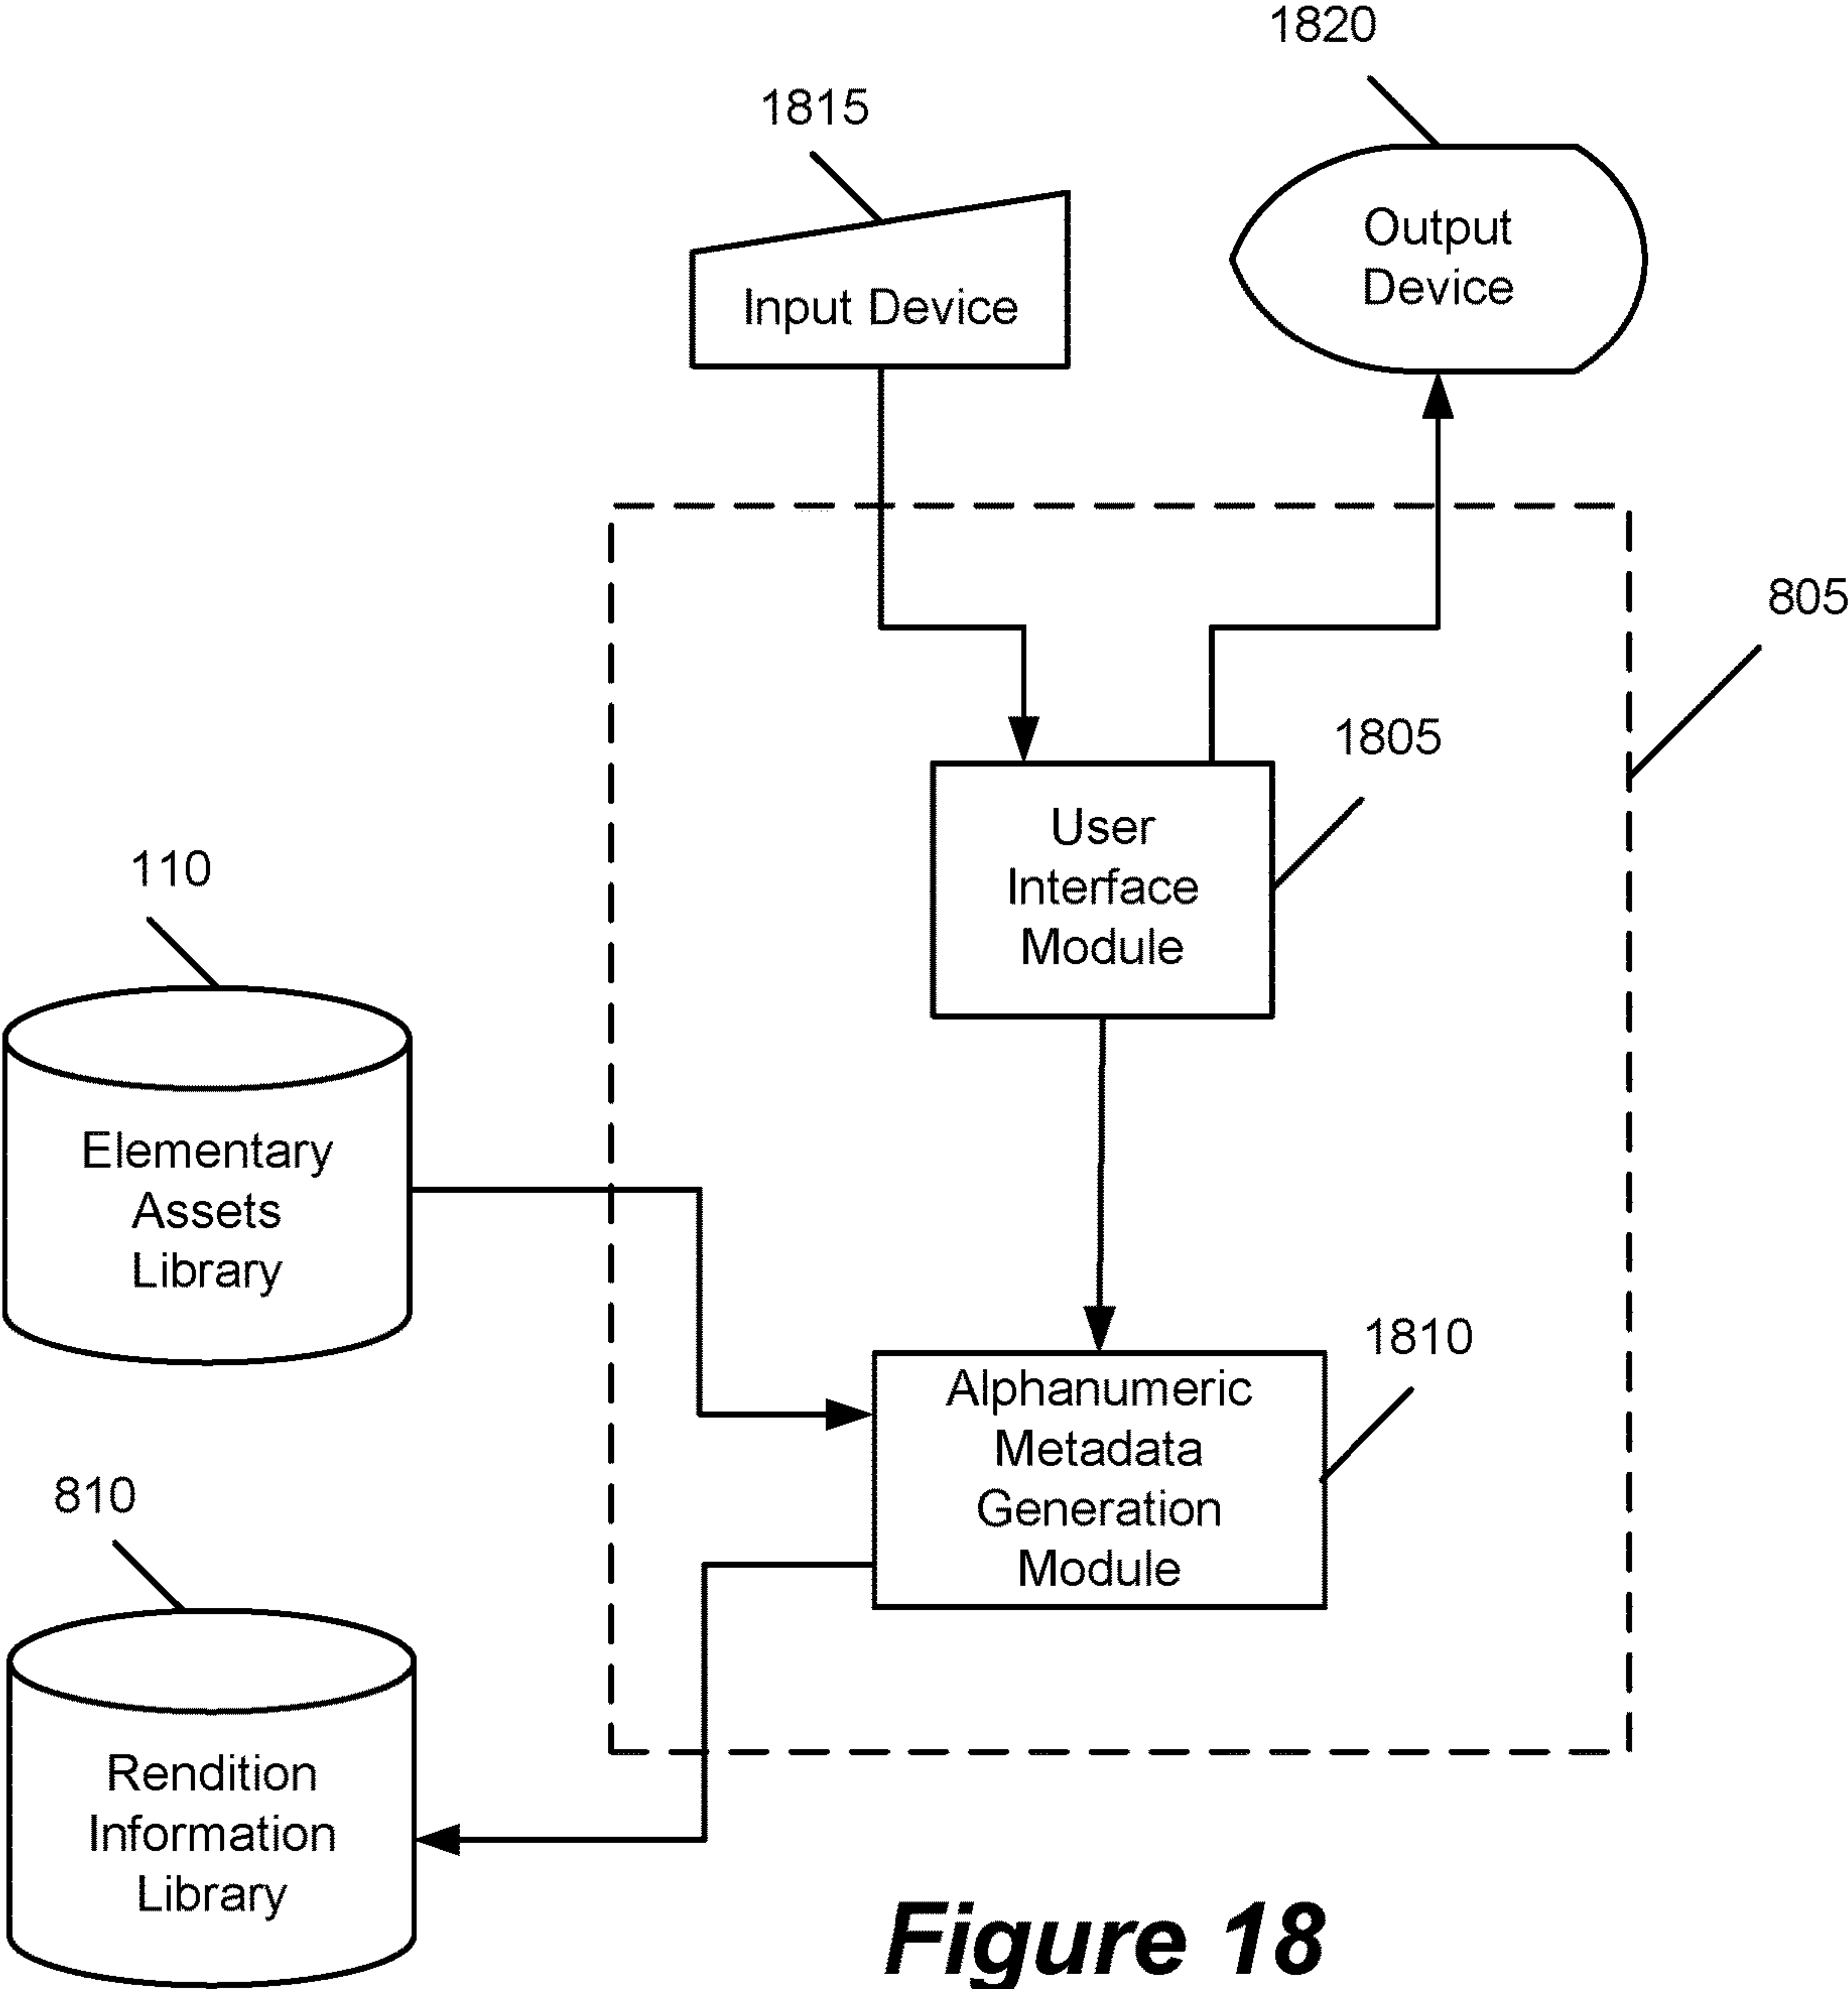 1820
1815
Output
Device
Input Device
805
1805
User
Interface
Module
110
Elementary
Assets
Library
1810
Alphanumeric
Metadata
Generation
Module
810
Rendition
Information
Library
Figure 18